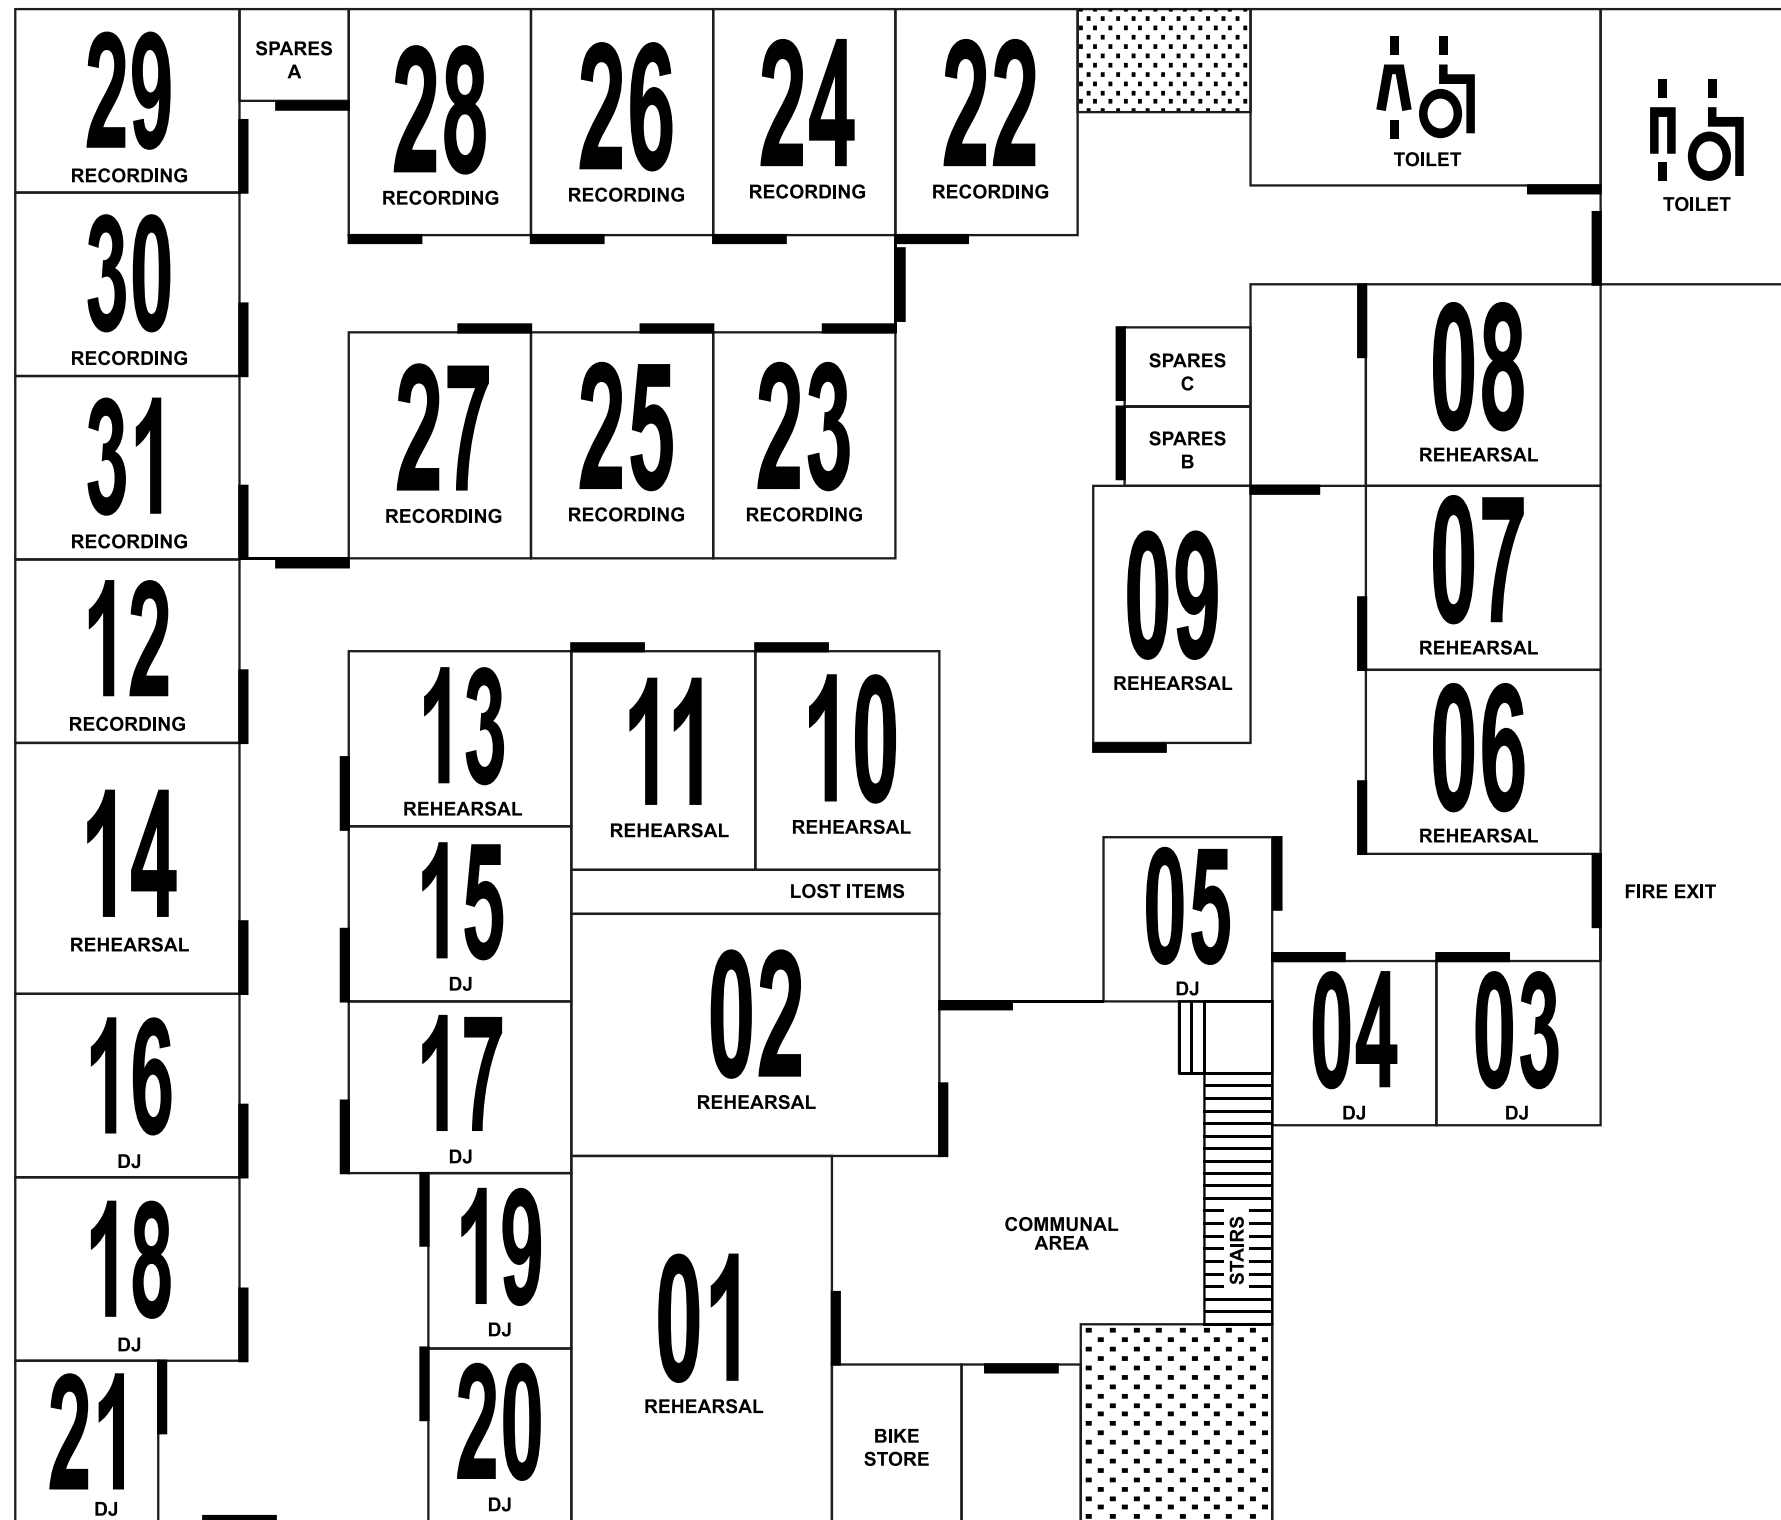 29
RECORDING
SPARES
A
28
RECORDING
26
RECORDING
24
RECORDING
22
RECORDING
TOILET
TOILET
30
RECORDING
31
RECORDING
27
RECORDING
25
RECORDING
23
RECORDING
SPARES
C
SPARES
B
08
REHEARSAL
12
RECORDING
09
REHEARSAL
07
REHEARSAL
13
REHEARSAL
11
REHEARSAL
10
REHEARSAL
06
REHEARSAL
14
REHEARSAL
15
DJ
LOST ITEMS
05
DJ
FIRE EXIT
02
REHEARSAL
04
DJ
03
DJ
16
DJ
17
DJ
18
DJ
19
DJ
01
REHEARSAL
COMMUNAL
AREA
STAIRS
21
DJ
20
DJ
BIKE
STORE